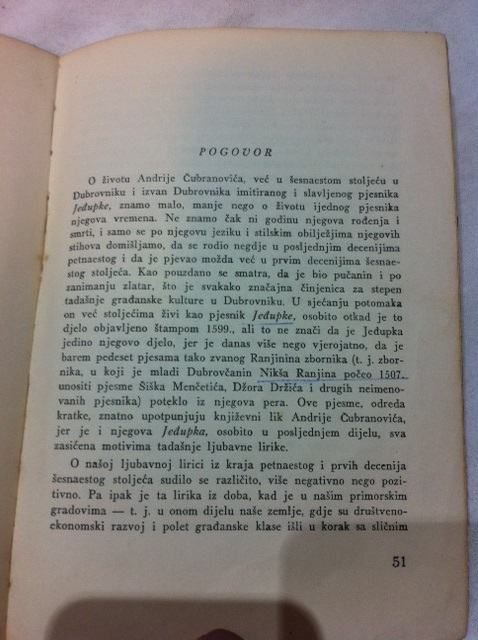 POGOVOR
O životu Andrije Čubranovića, već u šesnaestom stoljeću u
Dubrovniku i izvan Dubrovnika imitiranog i slavljenog pjesnika
Jeđupke, znamo malo, manje nego o životu ijednog pjesnika
njegova vremena. Ne znamo čak ni godinu njegova rođenja i
smrti, i samo se po njegovu jeziku i stilskim obilježjima njegovih
stihova domišljamo, da se rodio negdje u posljednjim decenijima
petnaestog i da je pjevao možda već u prvim decenijima šesnae-
stog stoljeća. Kao pouzdano se smatra, da je bio pučanin i po
zanimanju zlatar, što je svakako značajna činjenica za stepen
tadašnje građanske kulture u Dubrovniku. U sjećanju potomaka
on već stoljećima živi kao pjesnik Jeđupke, osobito otkad je to
djelo objavljeno štampom 1599., ali to ne znači da je Jeđupka
jedino njegovo djelo, jer je danas više nego vjerojatno, da je
barem pedeset pjesama tako zvanog Ranjinina zbornika (t. j. zbor-
nika, u koji je mladi Dubrovčanin Nikša Ranjina počeo 1507.
unositi pjesme Šiška Menčetića, Džora Držića i drugih neimeno-
vanih pjesnika) poteklo iz njegova pera. Ove pjesme, odreda
kratke, znatno upotpunjuju književni lik Andrije Čubranovića,
jer je i njegova Jeđupka, osobito u posljednjem dijelu, sva
zasićena motivima tadašnje ljubavne lirike.
O našoj ljubavnoj lirici iz kraja petnaestog i prvih decenija
šesnaestog stoljeća sudilo se različito, više negativno nego pozi-
tivno. Pa ipak je ta lirika iz doba, kad je u našim primorskim
gradovima — t. j. u onom dijelu naše zemlje, gdje su društveno-
ekonomski razvoj i polet građanske klase išli u korak sa sličnim
51